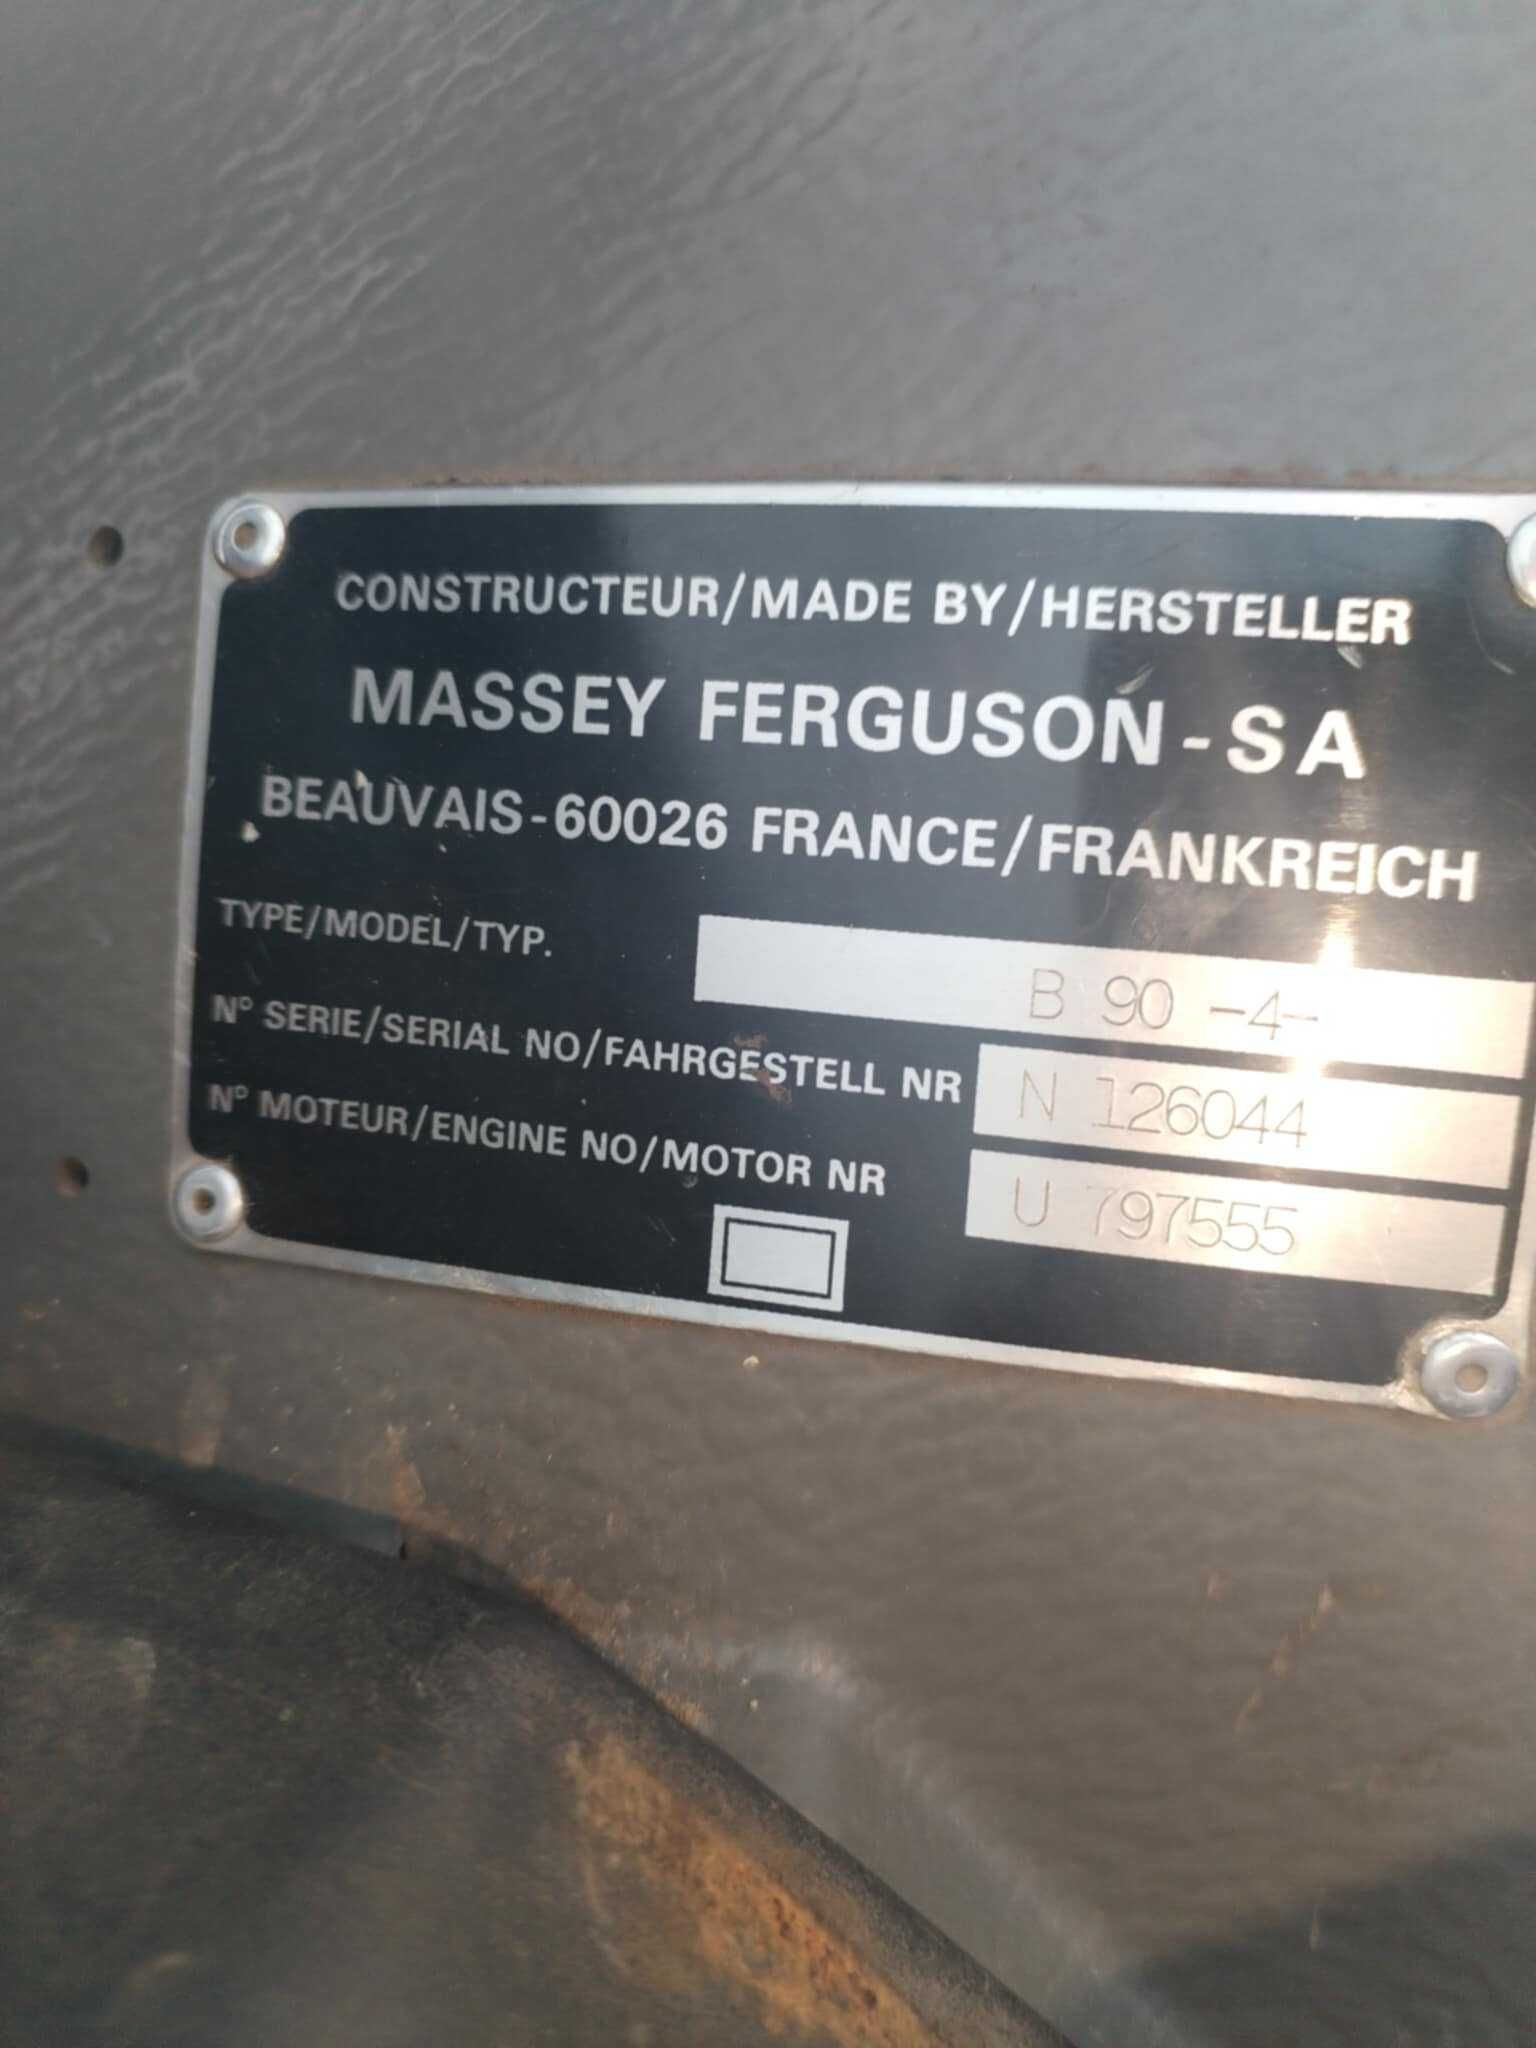 CONSTRUCTEUR/MADE BY/HERSTELLER
MASSEY FERGUSON-SA
BEAUVAIS-60026 FRANCE/FRANKREICH
TYPE/MODEL/TYP. B 90 -4-
N° SERIE/SERIAL NO/FAHRGESTELL NR N 126044
N° MOTEUR/ENGINE NO/MOTOR NR U 797555